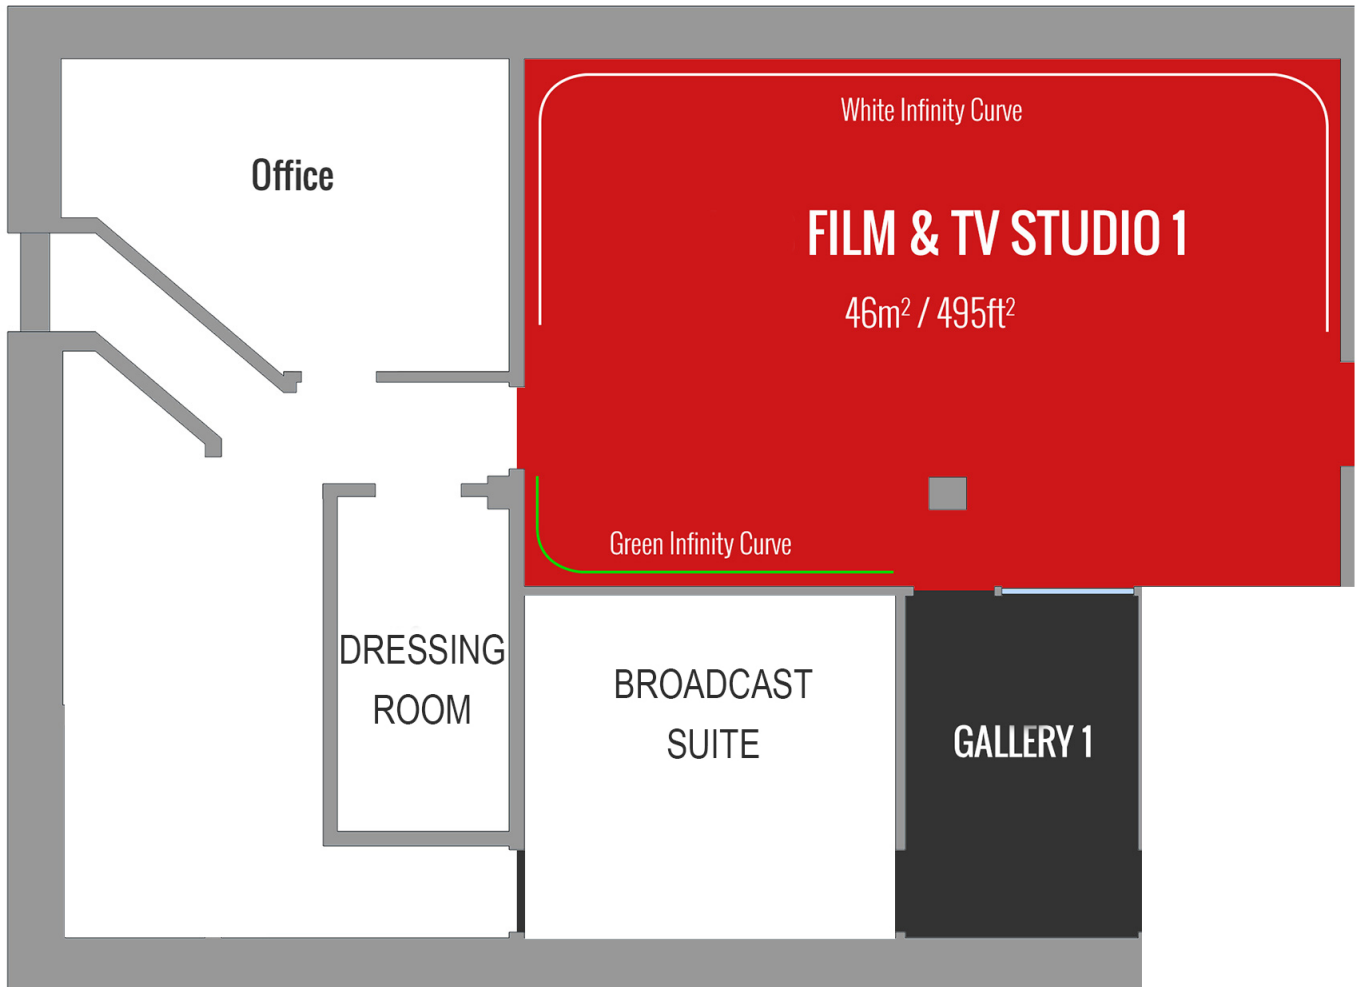 White Infinity Curve
Office
FILM & TV STUDIO 1
46m² / 495ft²
Green Infinity Curve
DRESSING
ROOM
BROADCAST
SUITE
GALLERY 1